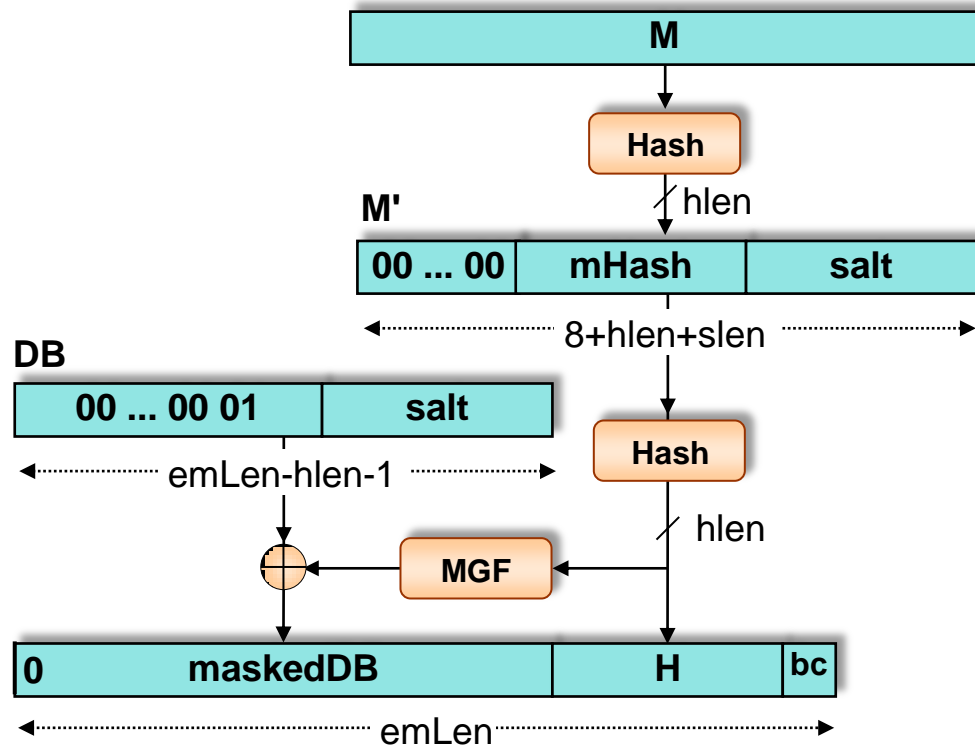 M
Hash
hlen
M'
00 ... 00 mHash salt
8+hlen+slen
DB
00 ... 00 01 salt
Hash
emLen-hlen-1
hlen
MGF
0 maskedDB H bc
emLen